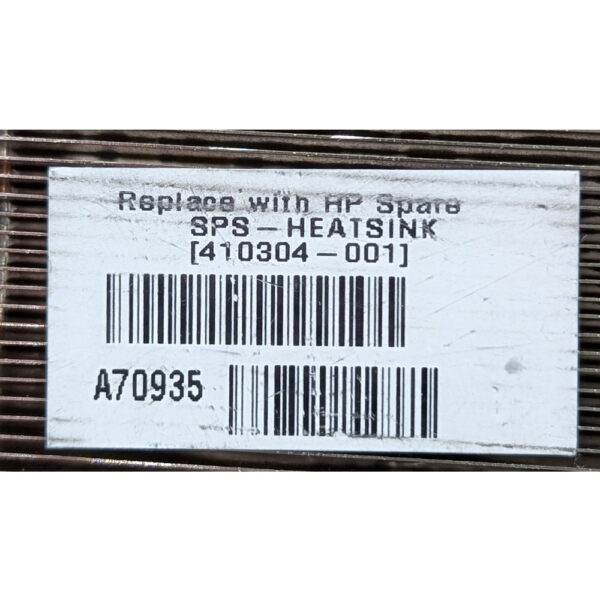 Replace with HP Spare
SPS-HEATSINK
[410304-001]
A70935